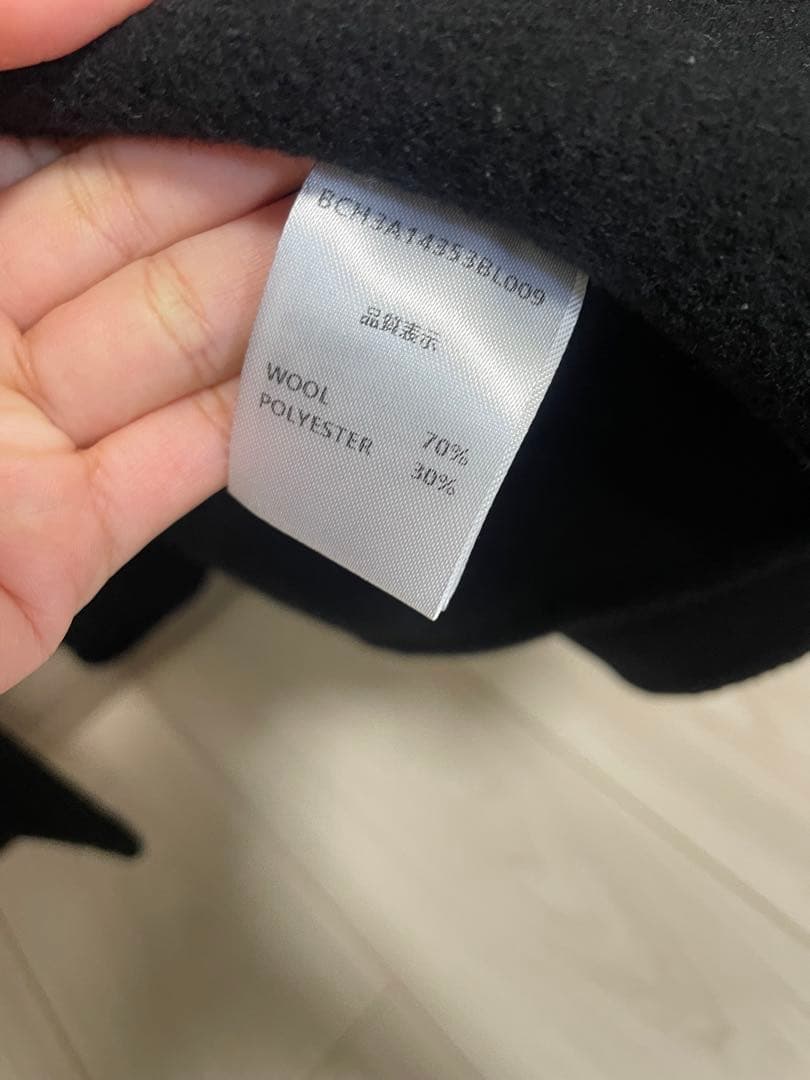 BCH3A14353BL009
品質表示
WOOL 70%
POLYESTER 30%